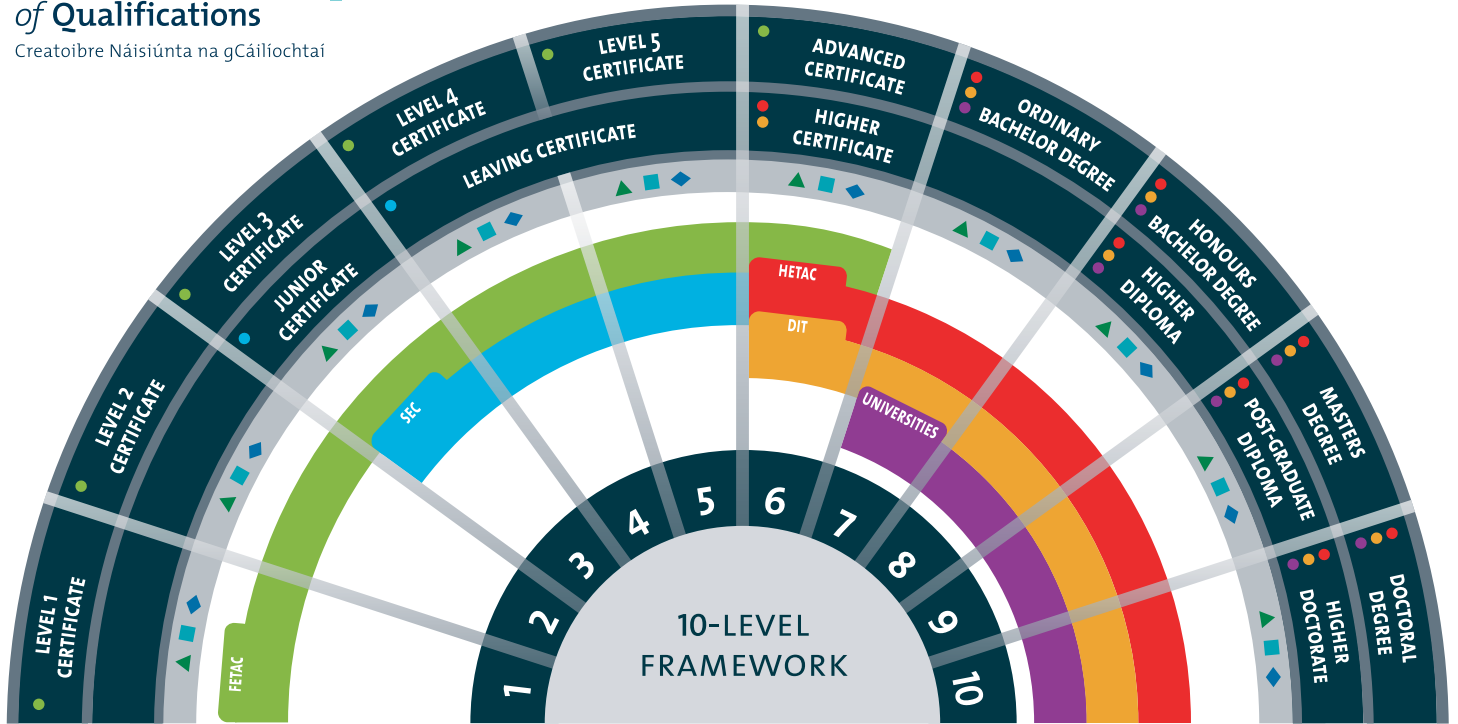 of Qualifications
Creatoibre Náisiúnta na gCáilíochtaí
LEVEL 1
CERTIFICATE
LEVEL 2
CERTIFICATE
LEVEL 3
CERTIFICATE
LEVEL 4
CERTIFICATE
LEVEL 5
CERTIFICATE
ADVANCED
CERTIFICATE
ORDINARY
BACHELOR DEGREE
HONOURS
BACHELOR DEGREE
MASTERS
DEGREE
DOCTORAL
DEGREE
JUNIOR
CERTIFICATE
LEAVING CERTIFICATE
HIGHER
CERTIFICATE
HIGHER
DIPLOMA
POST-GRADUATE
DIPLOMA
HIGHER
DOCTORATE
FETAC
SEC
HETAC
DIT
UNIVERSITIES
1
2
3
4
5
6
7
8
9
10
10-LEVEL
FRAMEWORK